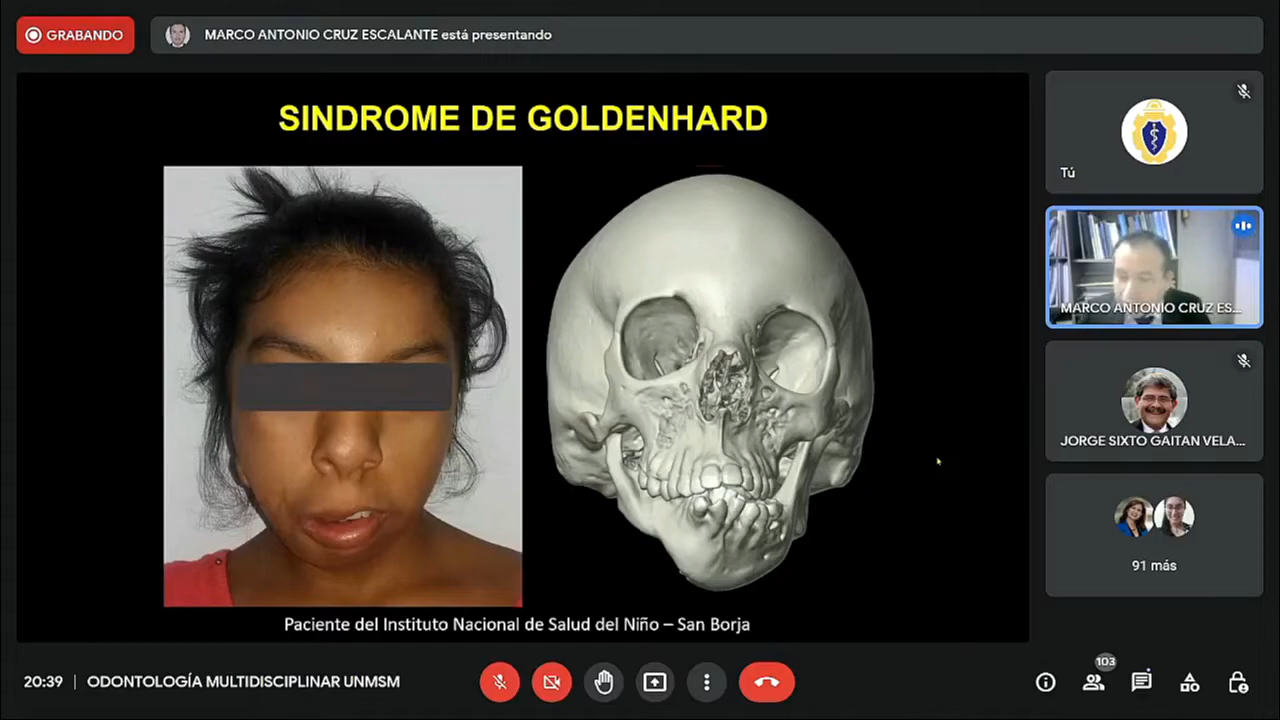 GRABANDO
MARCO ANTONIO CRUZ ESCALANTE está presentando
SINDROME DE GOLDENHARD
Paciente del Instituto Nacional de Salud del Niño – San Borja
Tú
MARCO ANTONIO CRUZ ES...
JORGE SIXTO GAITAN VELA...
91 más
20:39 | ODONTOLOGÍA MULTIDISCIPLINAR UNMSM
103